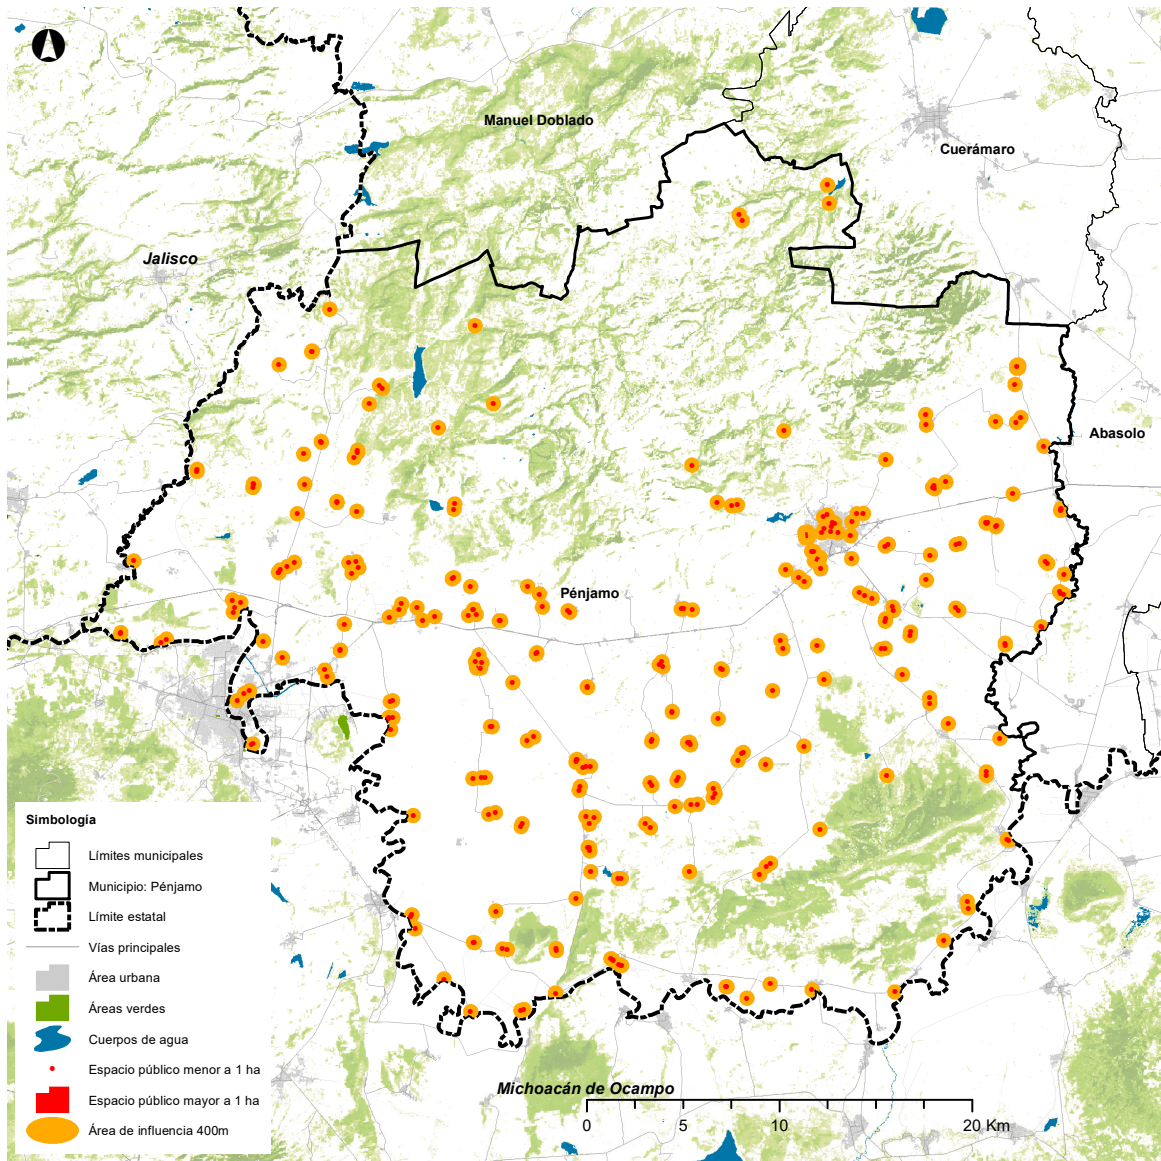 Manuel Doblado
Cuerámaro
Jalisco
Abasolo
Pénjamo
Simbología
Límites municipales
Municipio: Pénjamo
Límite estatal
Vías principales
Área urbana
Áreas verdes
Cuerpos de agua
Espacio público menor a 1 ha
Espacio público mayor a 1 ha
Área de influencia 400m
Michoacán de Ocampo
0 5 10 20 Km